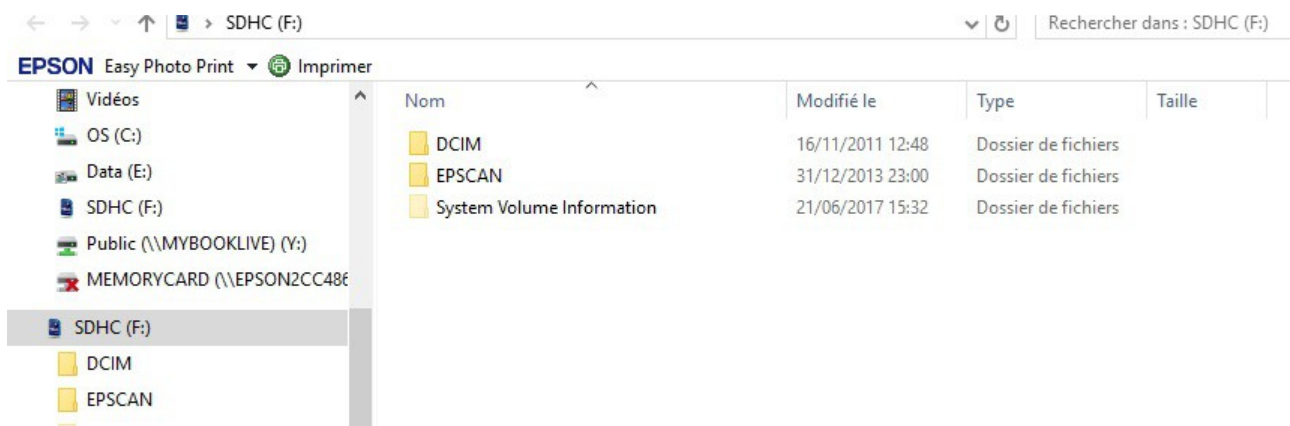 SDHC (F:) Rechercher dans : SDHC (F:)
EPSON Easy Photo Print Imprimer
Vidéos
OS (C:)
Data (E:)
SDHC (F:)
Public (\\MYBOOKLIVE) (Y:)
MEMORYCARD (\\EPSON2CC486
SDHC (F:)
DCIM
EPSCAN
Nom Modifié le Type Taille
DCIM 16/11/2011 12:48 Dossier de fichiers
EPSCAN 31/12/2013 23:00 Dossier de fichiers
System Volume Information 21/06/2017 15:32 Dossier de fichiers